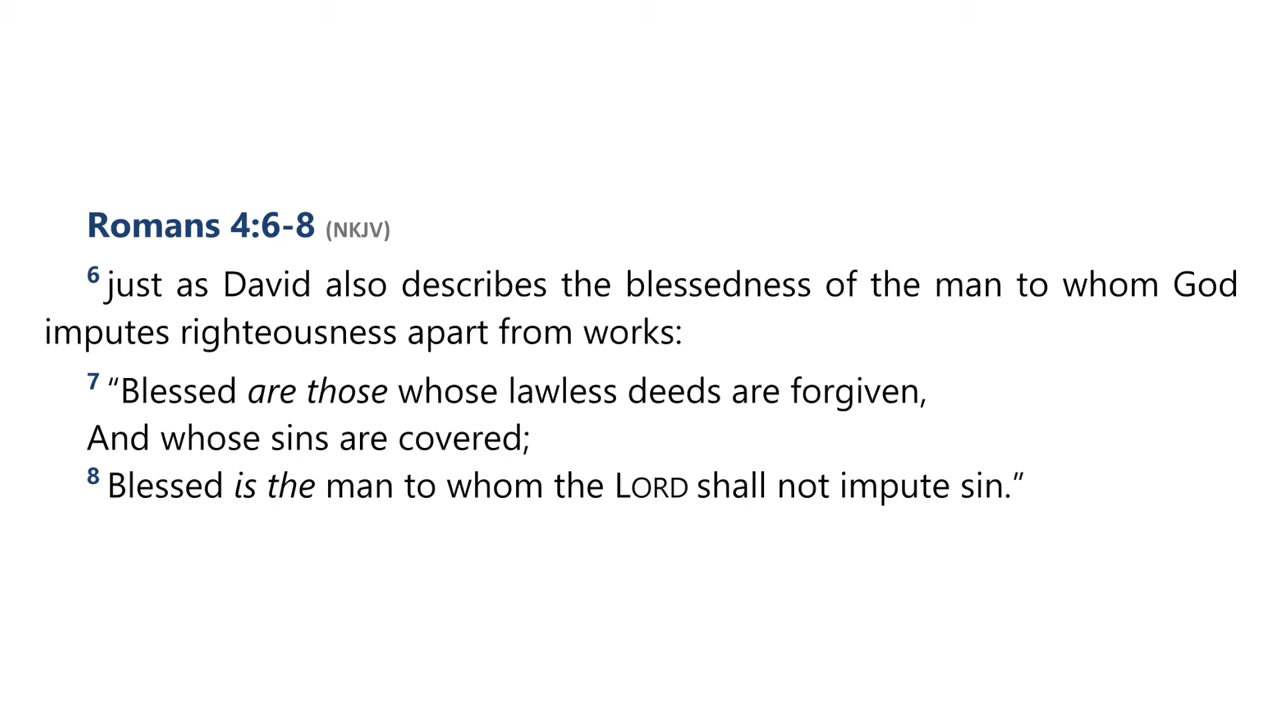 Romans 4:6-8 (NKJV)
6 just as David also describes the blessedness of the man to whom God
imputes righteousness apart from works:
7 “Blessed are those whose lawless deeds are forgiven,
And whose sins are covered;
8 Blessed is the man to whom the LORD shall not impute sin.”